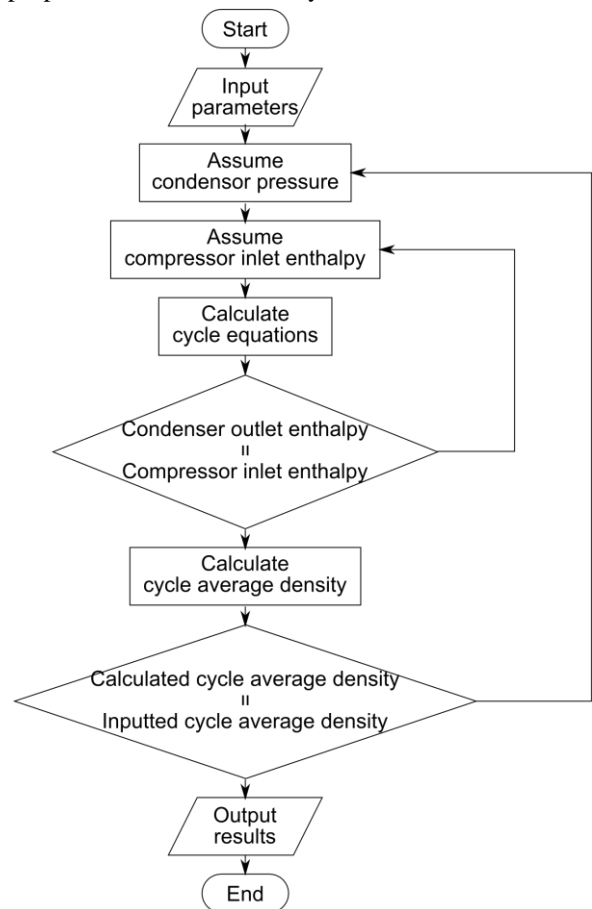 Start
Input
parameters
Assume
condensor pressure
Assume
compressor inlet enthalpy
Calculate
cycle equations
Condenser outlet enthalpy
=
Compressor inlet enthalpy
Calculate
cycle average density
Calculated cycle average density
=
Inputted cycle average density
Output
results
End